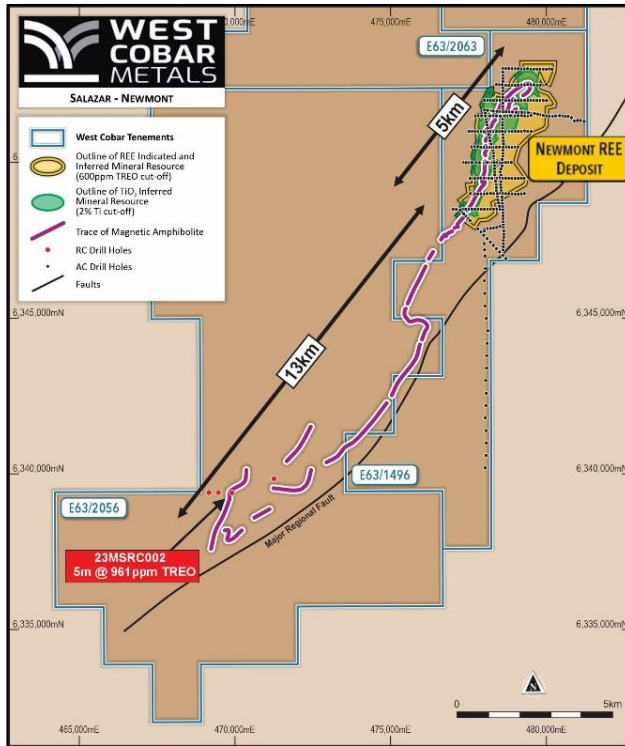 475,000mE
480,000mE
WEST
COBAR
METALS
SALAZAR - NEWMONT
E63/2063
West Cobar Tenements
Outline of REE Indicated and
Inferred Mineral Resource
(600ppm TREO cut-off)
Outline of TiO₂ Inferred
Mineral Resource
(2% Ti cut-off)
Trace of Magnetic Amphibolite
RC Drill Holes
AC Drill Holes
Faults
5km
NEWMONT REE
DEPOSIT
6,345,000mN
6,345,000mN
13km
6,340,000mN
6,340,000mN
E63/2056
E63/1496
Major Regional Fault
23MSRC002
5m @ 961ppm TREO
6,335,000mN
6,335,000mN
N
0
5km
465,000mE
470,000mE
475,000mE
480,000mE